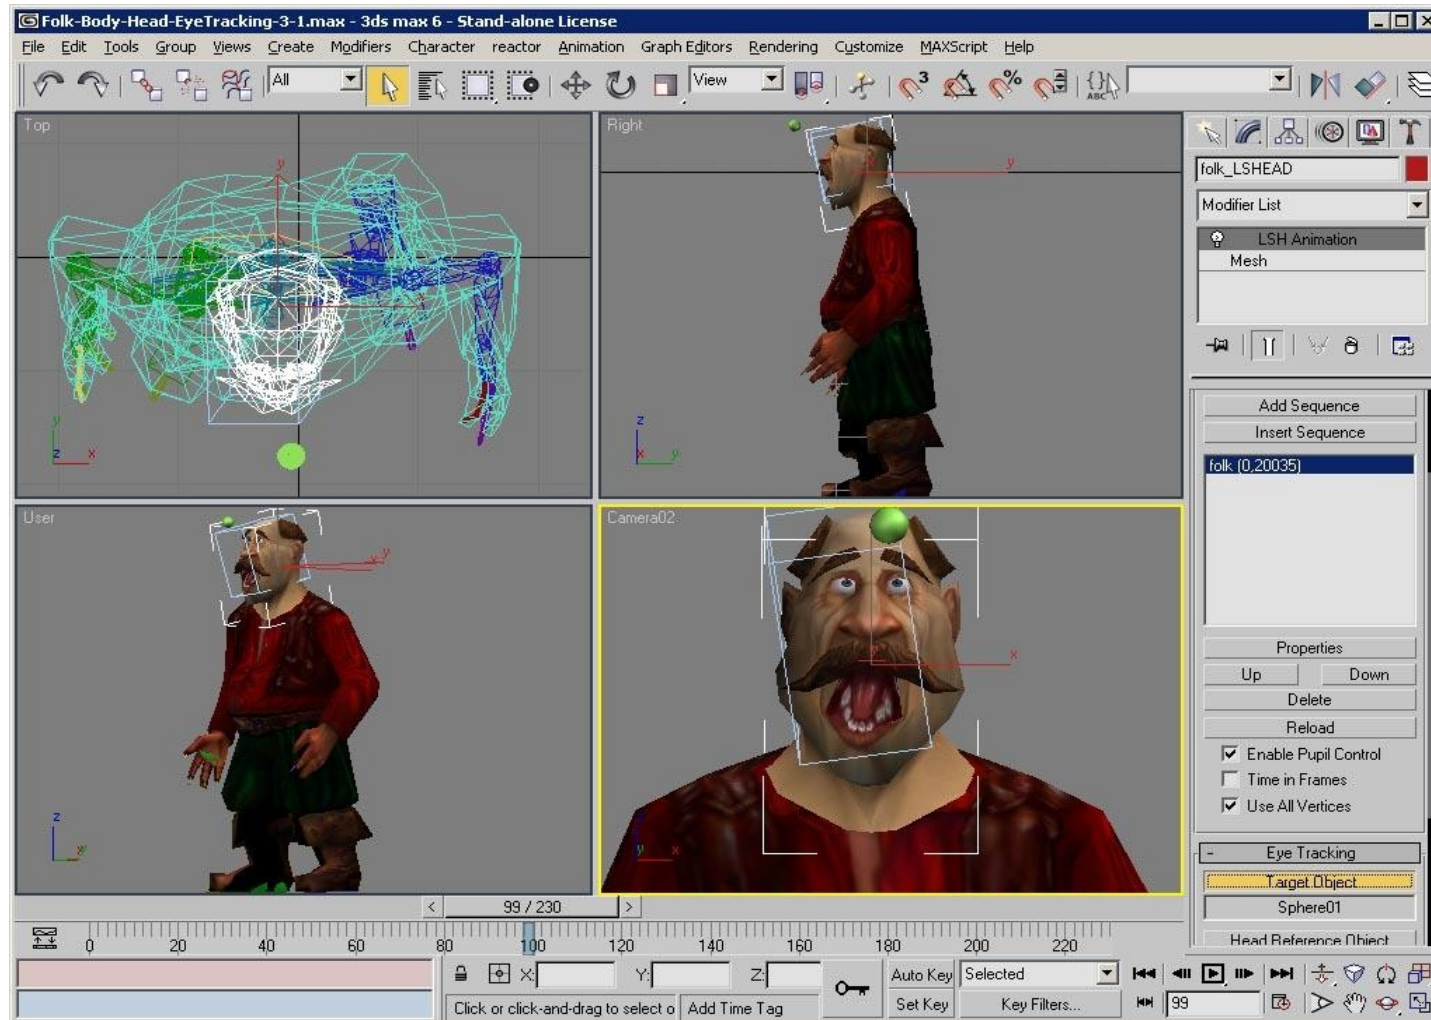 Folk-Body-Head-EyeTracking-3-1.max - 3ds max 6 - Stand-alone License
File Edit Tools Group Views Create Modifiers Character reactor Animation Graph Editors Rendering Customize MAXScript Help
All
View
3
%
ABC
Top
Right
folk_LSHEAD
Modifier List
LSH Animation
Mesh
Add Sequence
Insert Sequence
folk (0,20035)
User
Camera02
Properties
Up Down
Delete
Reload
Enable Pupil Control
Time in Frames
Use All Vertices
- Eye Tracking
Target Object
Sphere01
Head Reference Object
< 99 / 230 >
0 20 40 60 80 100 120 140 160 180 200 220
X: Y: Z:
Auto Key Selected
Set Key Key Filters...
99
Click or click-and-drag to select o Add Time Tag